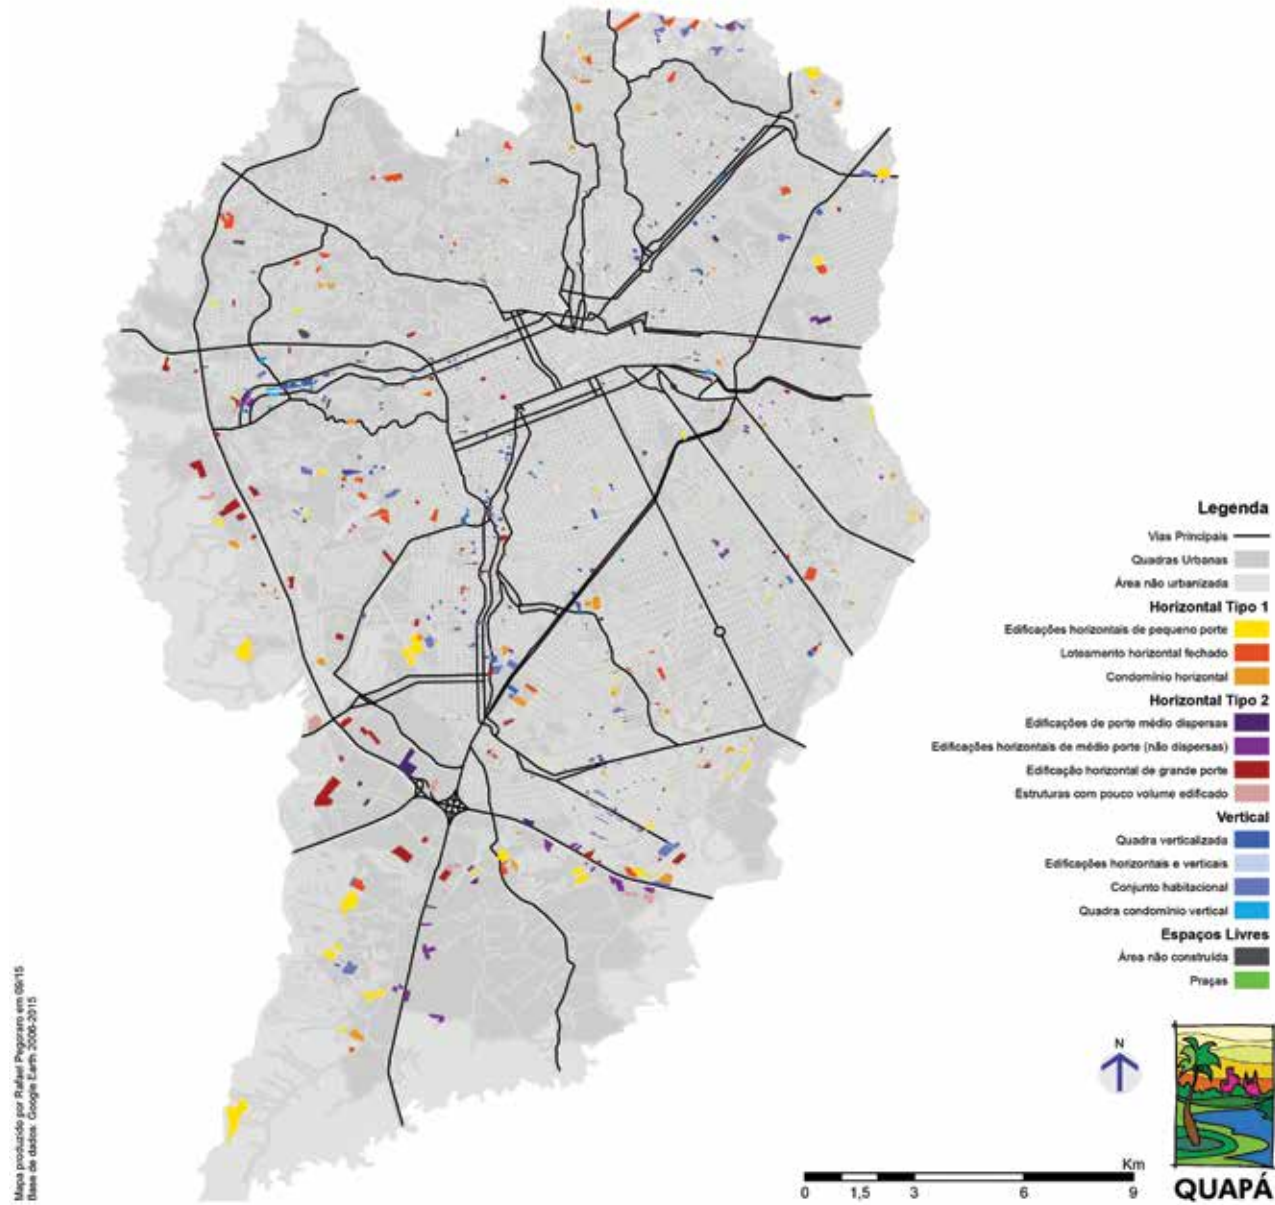 Legenda
Vias Principais
Quadras Urbanas
Área não urbanizada
Horizontal Tipo 1
Edificações horizontais de pequeno porte
Loteamento horizontal fechado
Condomínio horizontal
Horizontal Tipo 2
Edificações de porte médio dispersas
Edificações horizontais de médio porte (não dispersas)
Edificação horizontal de grande porte
Estruturas com pouco volume edificado
Vertical
Quadra verticalizada
Edificações horizontais e verticais
Conjunto habitacional
Quadra condomínio vertical
Espaços Livres
Área não construída
Praças
Mapa produzido por Rafael Pegoraro em 09/15
Base de dados: Google Earth 2006-2015
N
Km
0 1,5 3 6 9
QUAPÁ